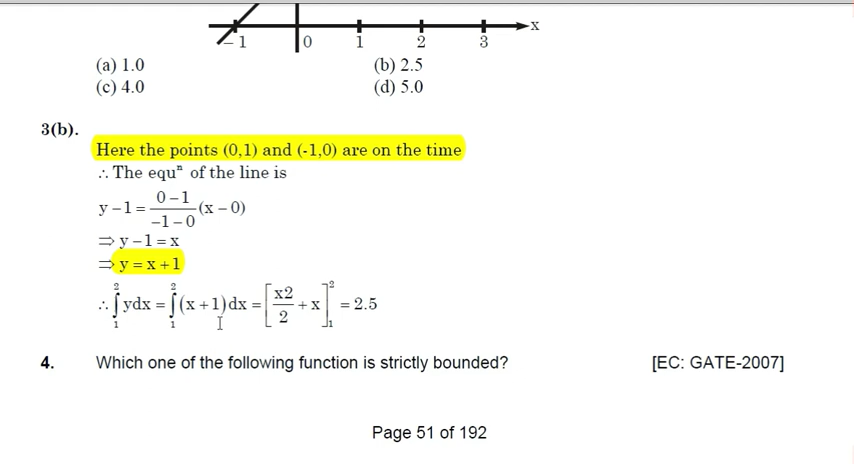 x
– 1 0 1 2 3
(a) 1.0 (b) 2.5
(c) 4.0 (d) 5.0
3(b).
Here the points (0,1) and (-1,0) are on the time
∴ The equⁿ of the line is
y – 1 = \frac{0 – 1}{–1 – 0} (x – 0)
⇒ y – 1 = x
⇒ y = x + 1
∴ ∫₁² ydx = ∫₁² (x + 1) dx = [\frac{x2}{2} + x]₁² = 2.5
4. Which one of the following function is strictly bounded? [EC: GATE-2007]
Page 51 of 192